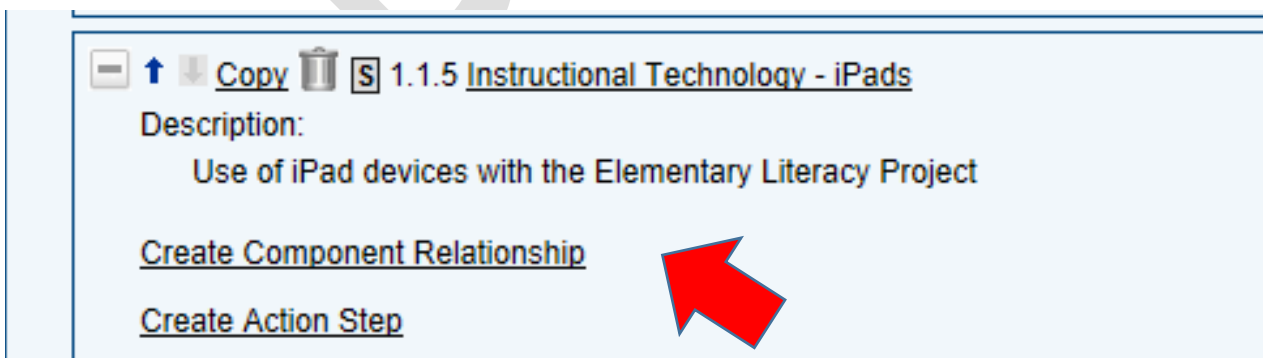 Copy S 1.1.5 Instructional Technology - iPads
Description:
Use of iPad devices with the Elementary Literacy Project
Create Component Relationship
Create Action Step